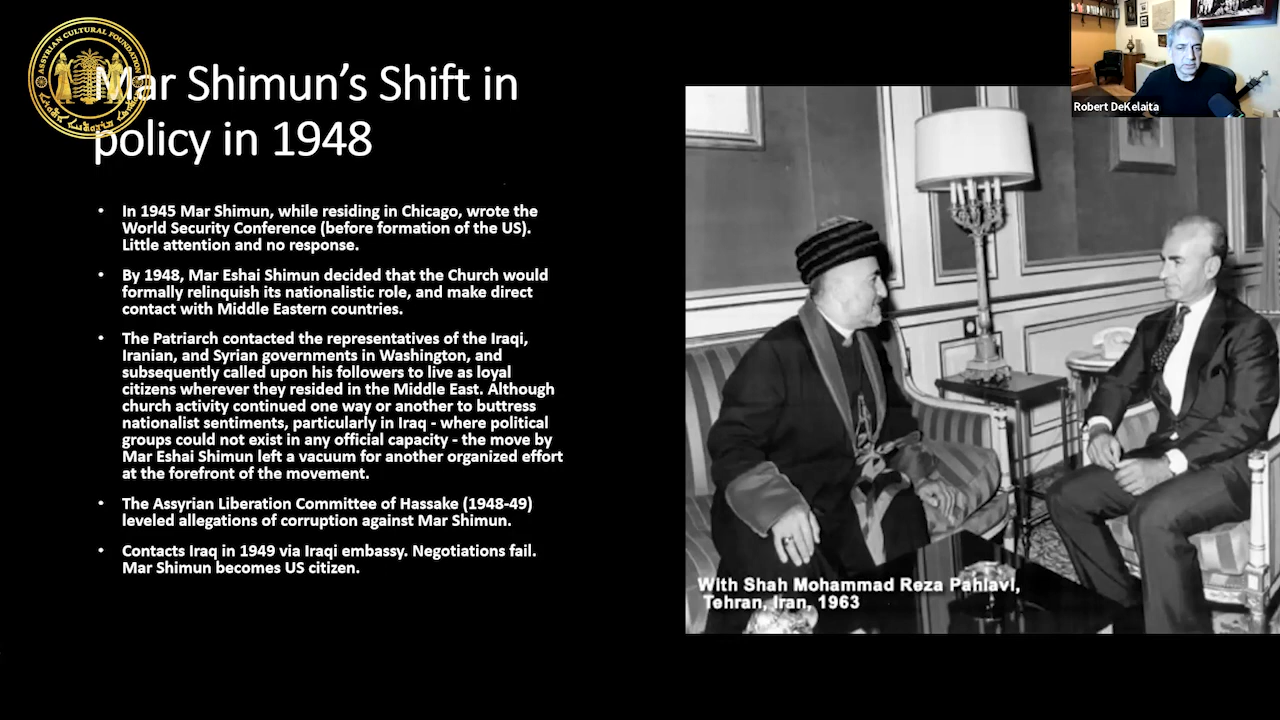 ASSYRIAN CULTURAL FOUNDATION
Mar Shimun’s Shift in
policy in 1948
• In 1945 Mar Shimun, while residing in Chicago, wrote the
World Security Conference (before formation of the US).
Little attention and no response.
• By 1948, Mar Eshai Shimun decided that the Church would
formally relinquish its nationalistic role, and make direct
contact with Middle Eastern countries.
• The Patriarch contacted the representatives of the Iraqi,
Iranian, and Syrian governments in Washington, and
subsequently called upon his followers to live as loyal
citizens wherever they resided in the Middle East. Although
church activity continued one way or another to buttress
nationalist sentiments, particularly in Iraq - where political
groups could not exist in any official capacity - the move by
Mar Eshai Shimun left a vacuum for another organized effort
at the forefront of the movement.
• The Assyrian Liberation Committee of Hassake (1948-49)
leveled allegations of corruption against Mar Shimun.
• Contacts Iraq in 1949 via Iraqi embassy. Negotiations fail.
Mar Shimun becomes US citizen.
With Shah Mohammad Reza Pahlavi,
Tehran, Iran, 1963
Robert DeKelaita